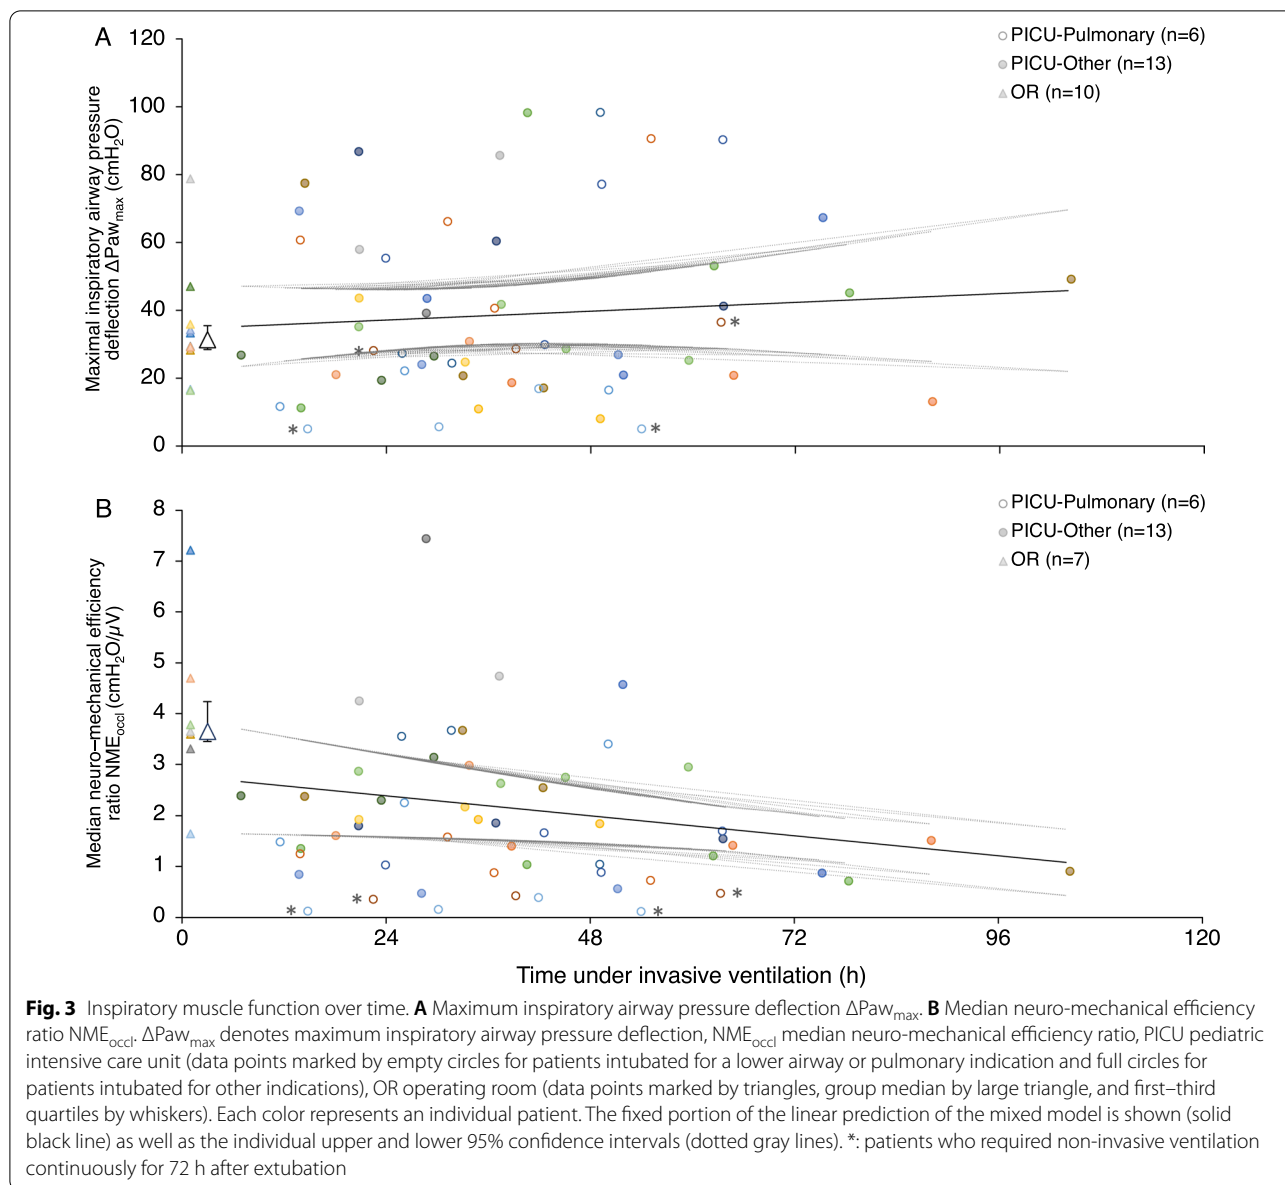 A
120
100
80
60
40
20
0
Maximal inspiratory airway pressure
deflection ΔPaw_max (cmH₂O)
PICU-Pulmonary (n=6)
PICU-Other (n=13)
OR (n=10)
*
*
*
*
B
8
7
6
5
4
3
2
1
0
Median neuro–mechanical efficiency
ratio NME_occl (cmH₂O/μV)
PICU-Pulmonary (n=6)
PICU-Other (n=13)
OR (n=7)
*
*
*
*
0 24 48 72 96 120
Time under invasive ventilation (h)
Fig. 3 Inspiratory muscle function over time. A Maximum inspiratory airway pressure deflection ΔPaw_max. B Median neuro-mechanical efficiency
ratio NME_occl. ΔPaw_max denotes maximum inspiratory airway pressure deflection, NME_occl median neuro-mechanical efficiency ratio, PICU pediatric
intensive care unit (data points marked by empty circles for patients intubated for a lower airway or pulmonary indication and full circles for
patients intubated for other indications), OR operating room (data points marked by triangles, group median by large triangle, and first–third
quartiles by whiskers). Each color represents an individual patient. The fixed portion of the linear prediction of the mixed model is shown (solid
black line) as well as the individual upper and lower 95% confidence intervals (dotted gray lines). *: patients who required non-invasive ventilation
continuously for 72 h after extubation